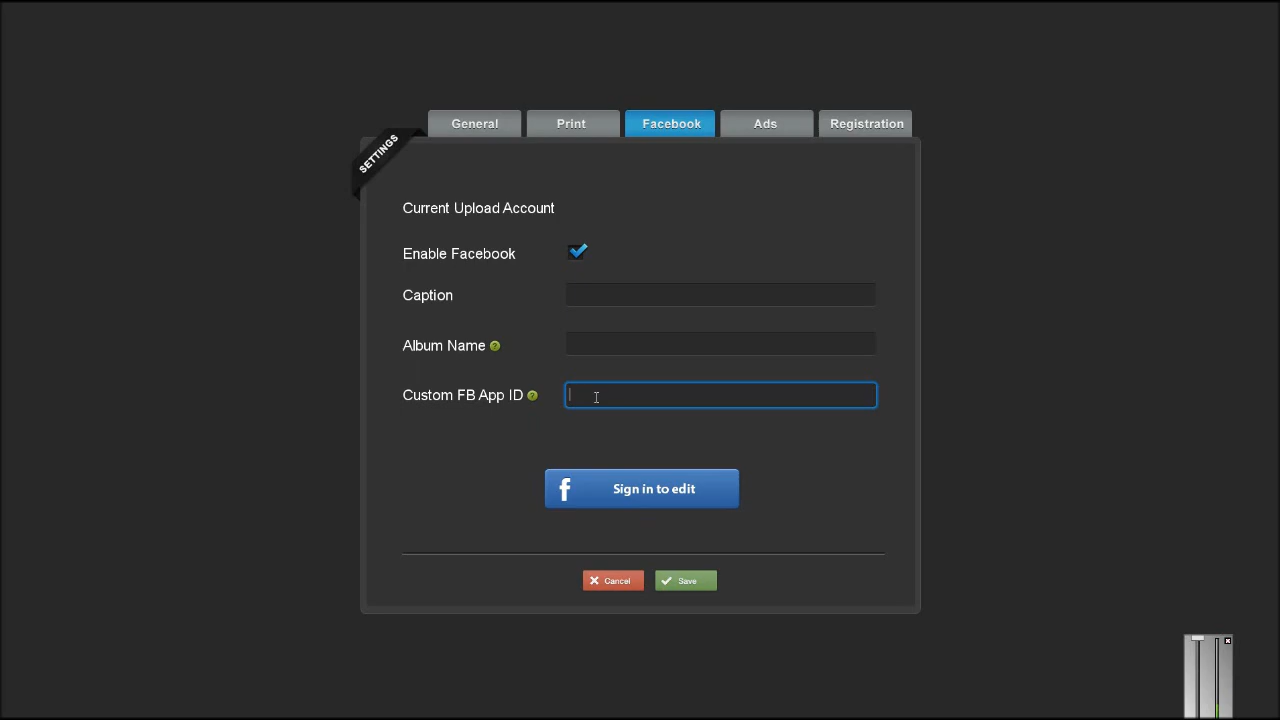 General
Print
Facebook
Ads
Registration
SETTINGS
Current Upload Account
Enable Facebook
Caption
Album Name ?
Custom FB App ID ?
f Sign in to edit
Cancel
Save